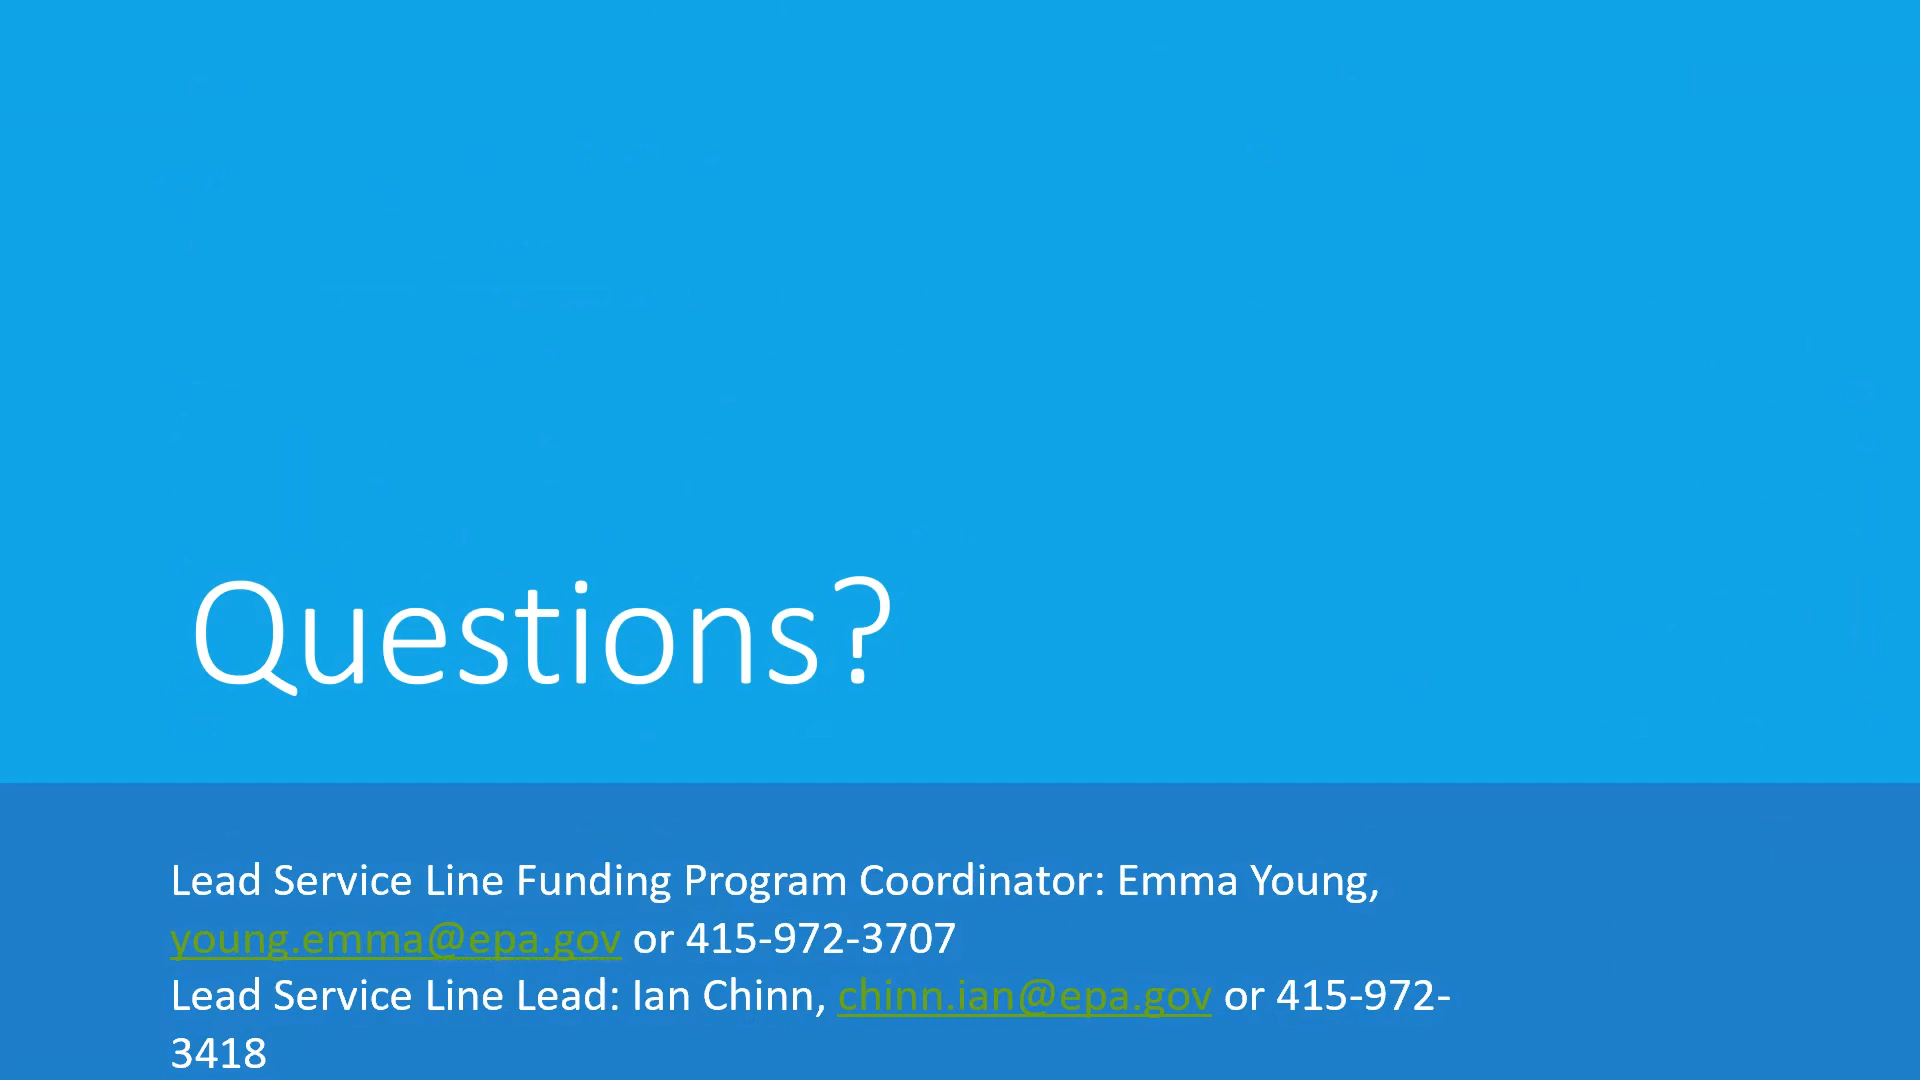 Questions?
Lead Service Line Funding Program Coordinator: Emma Young,
young.emma@epa.gov or 415-972-3707
Lead Service Line Lead: Ian Chinn, chinn.ian@epa.gov or 415-972-
3418